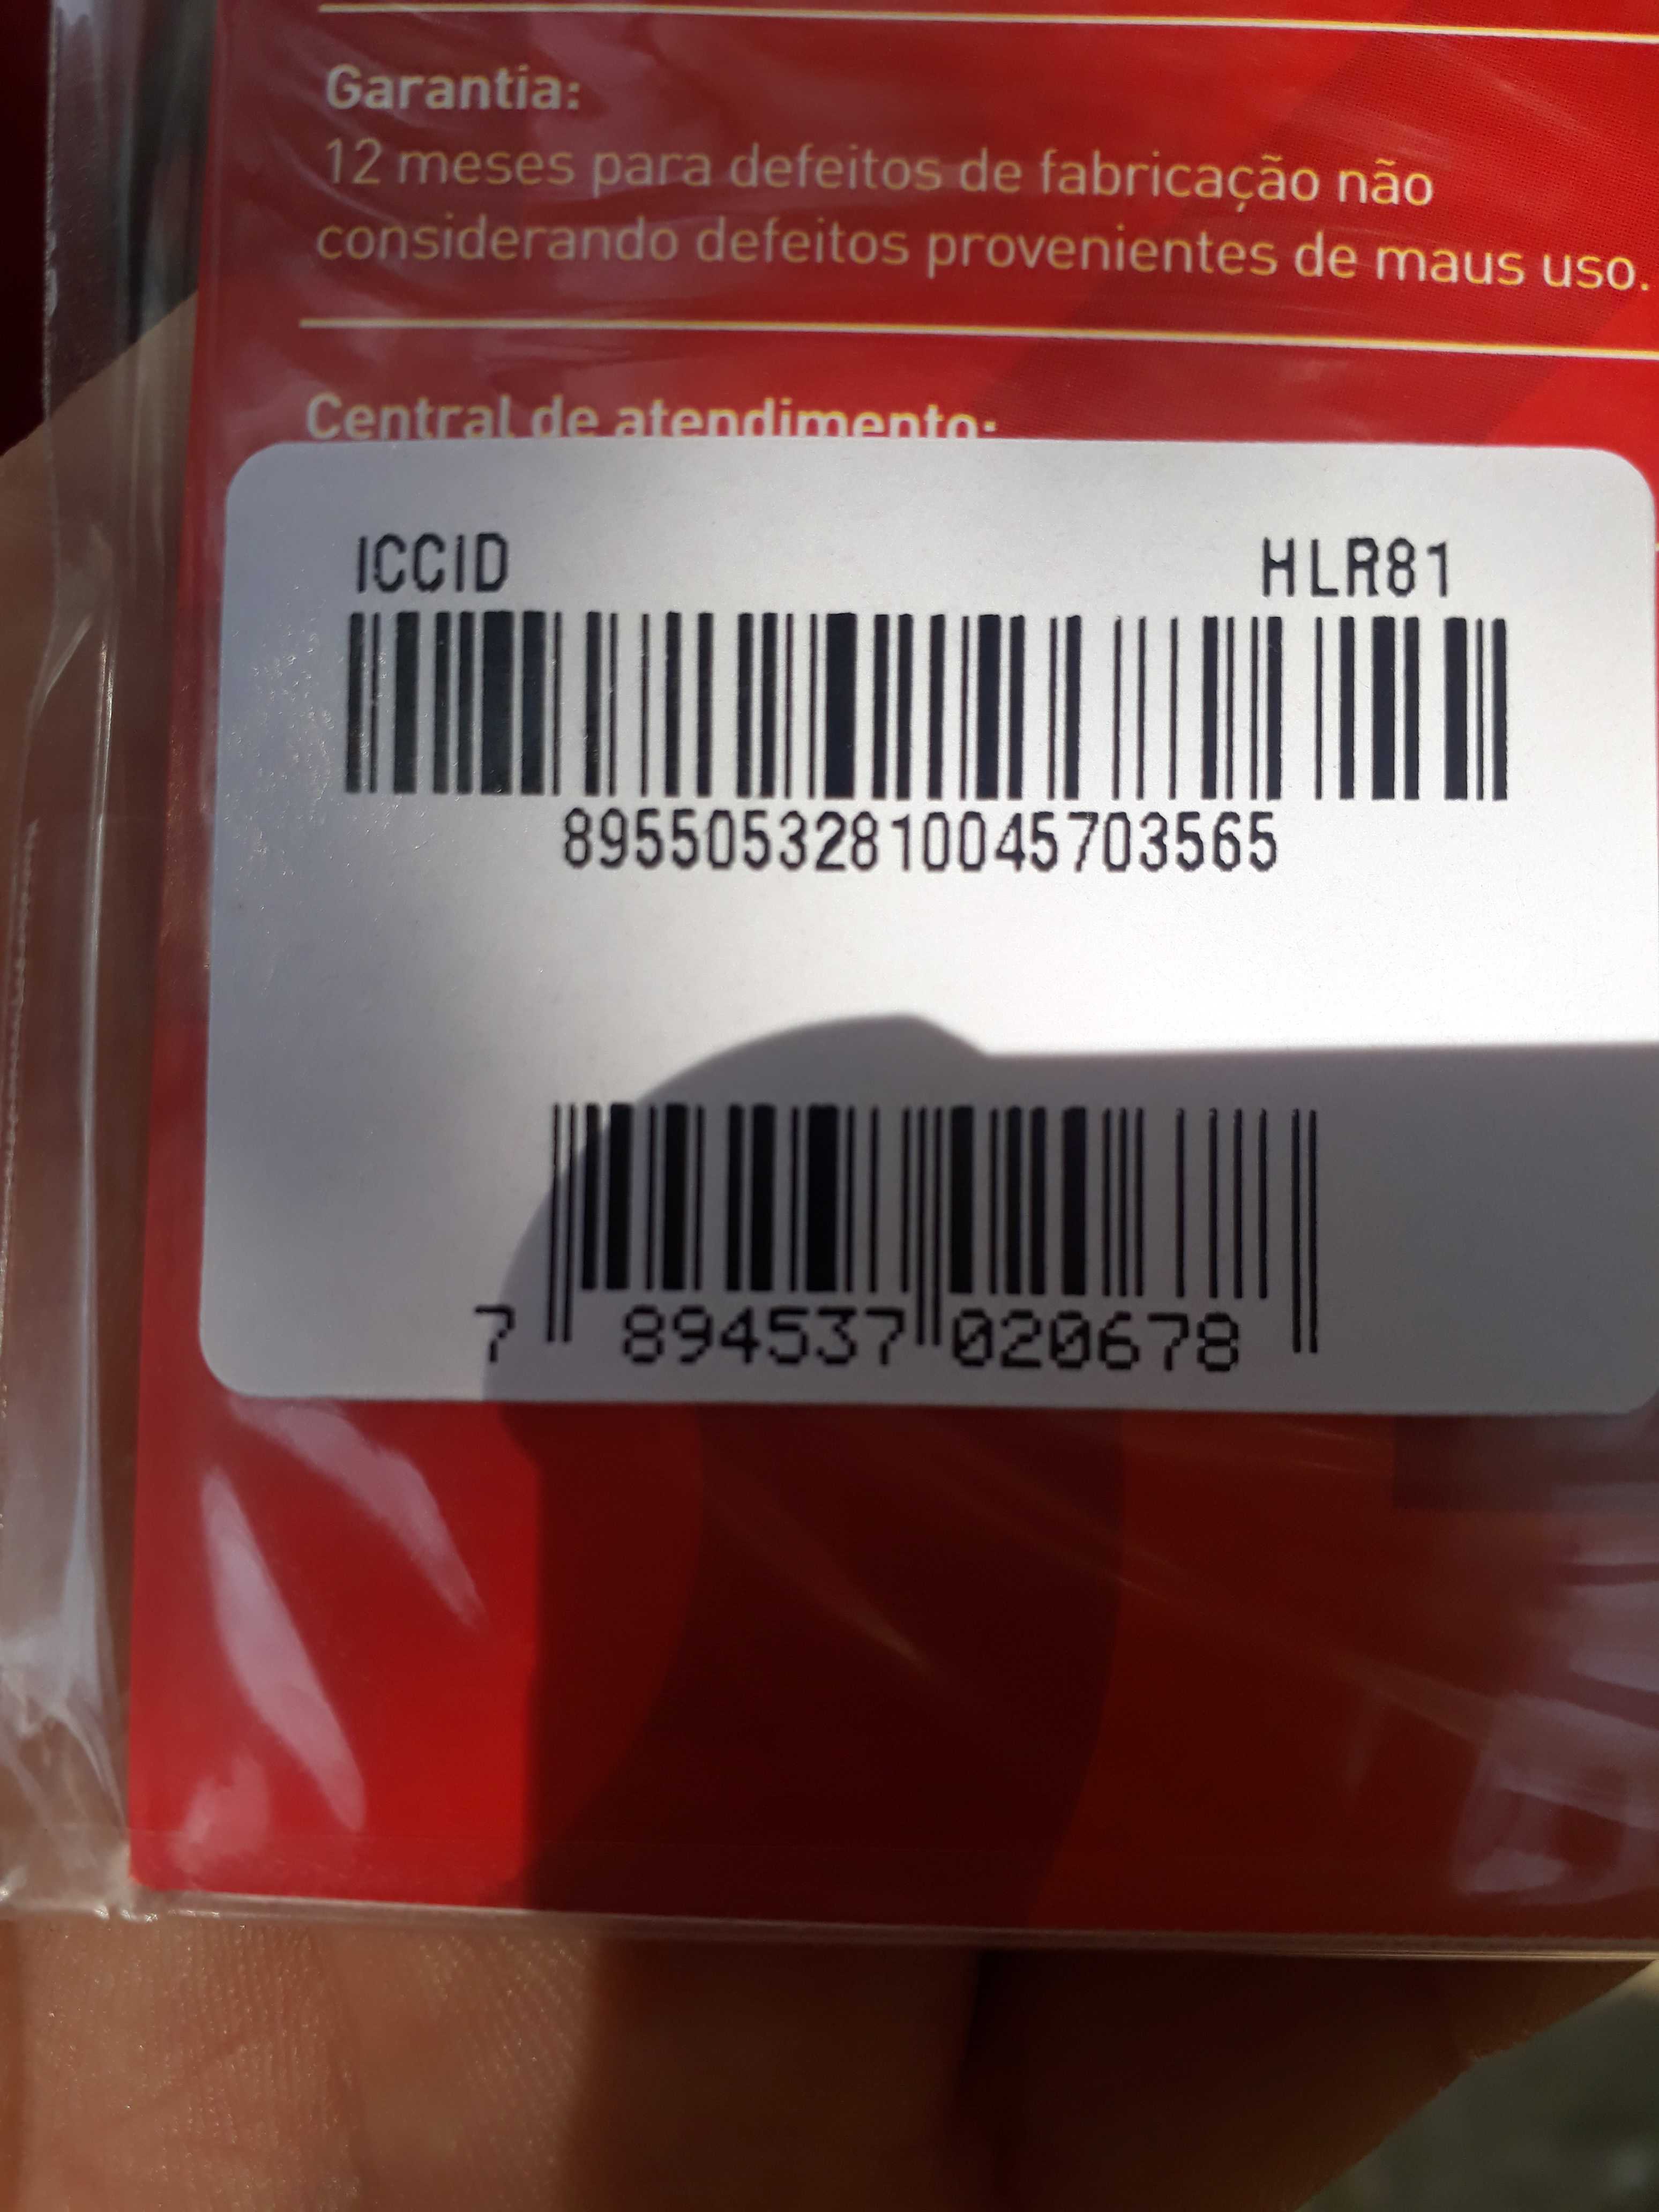 Garantia:
12 meses para defeitos de fabricação não
considerando defeitos provenientes de maus uso.
Central de atendimento:
ICCID HLR81
89550532810045703565
7 894537 020678